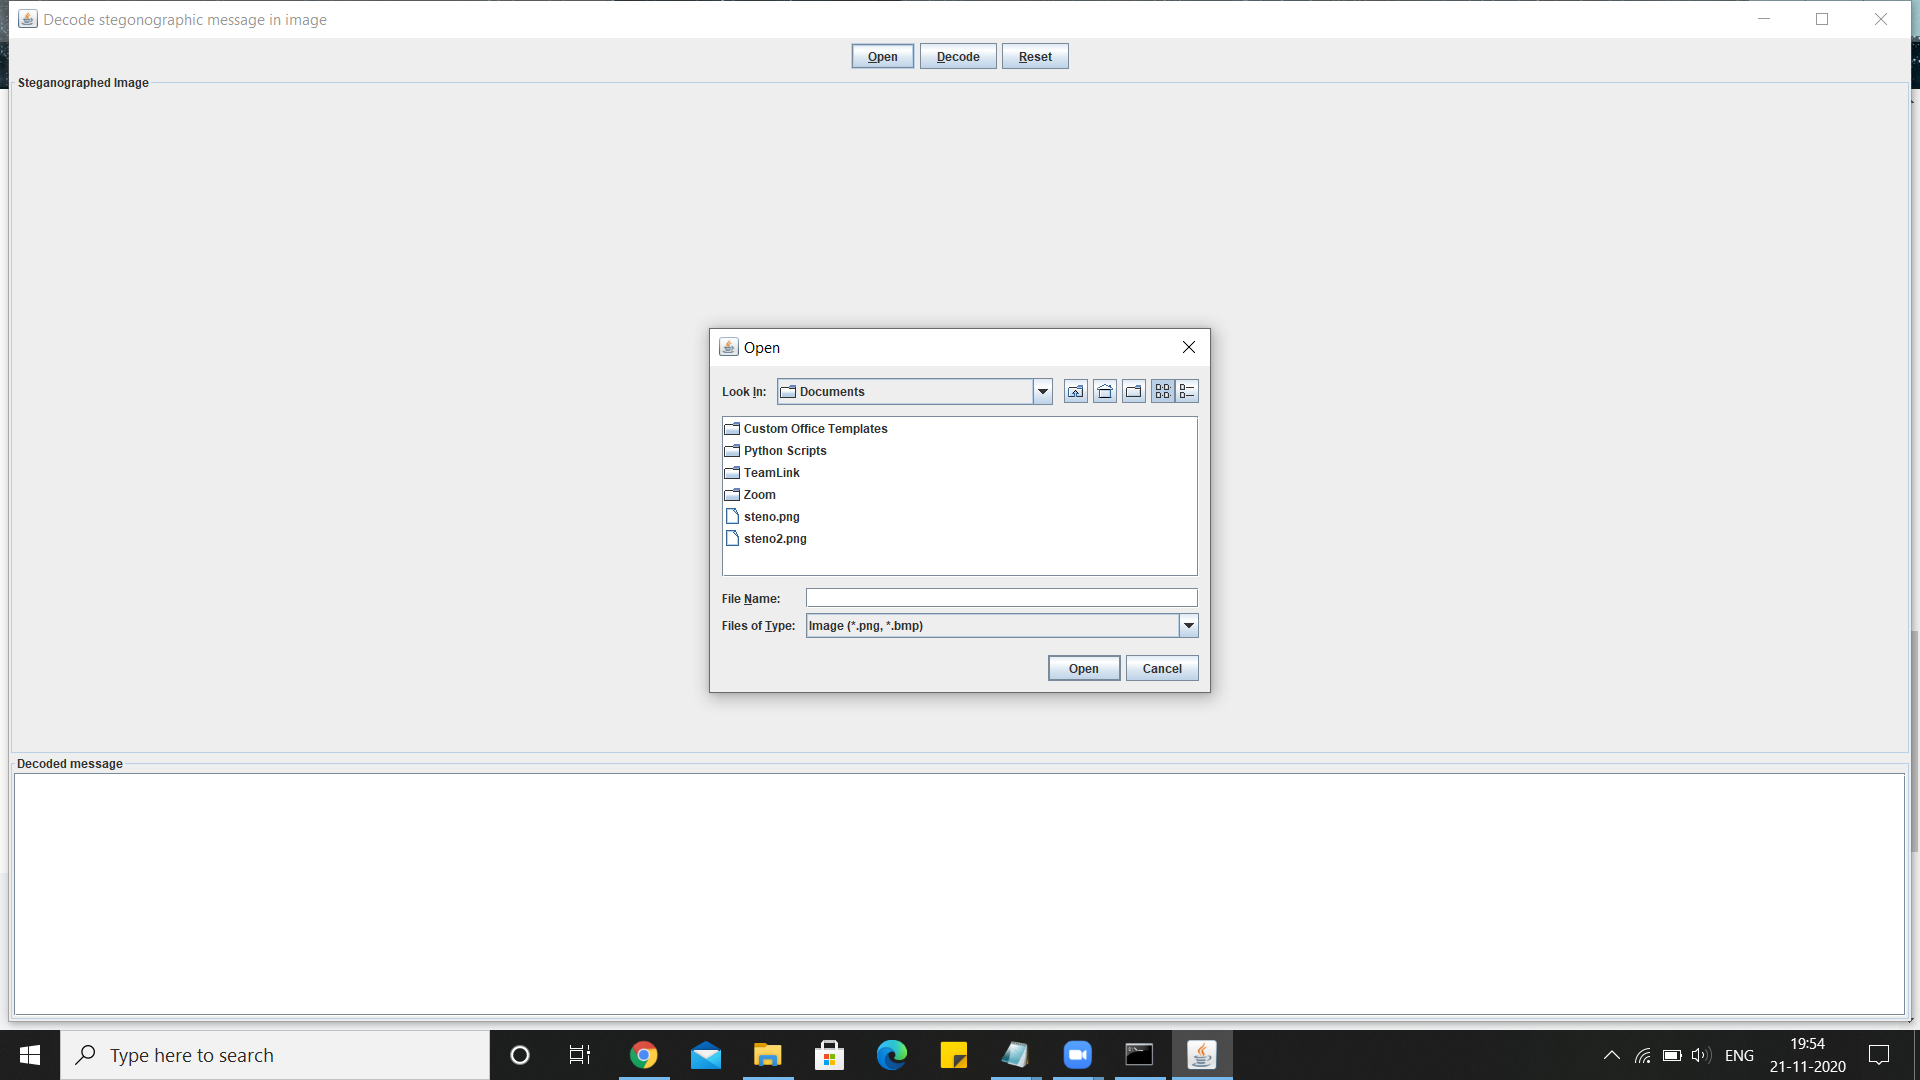 Decode stegonographic message in image
Open Decode Reset
Steganographed Image
Open
Look In: Documents
Custom Office Templates
Python Scripts
TeamLink
Zoom
steno.png
steno2.png
File Name:
Files of Type: Image (*.png, *.bmp)
Open Cancel
Decoded message
Type here to search
ENG
19:54
21-11-2020